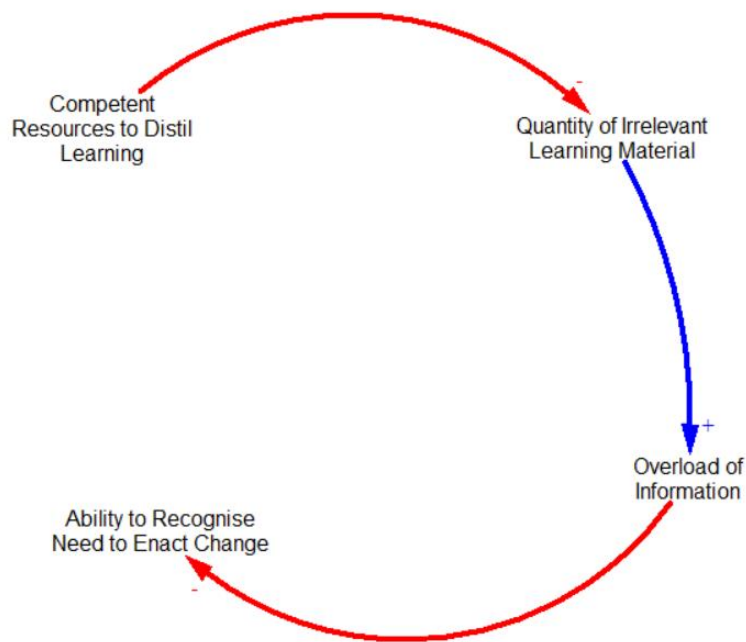 Competent
Resources to Distil
Learning
-
Quantity of Irrelevant
Learning Material
+
Overload of
Information
Ability to Recognise
Need to Enact Change
-